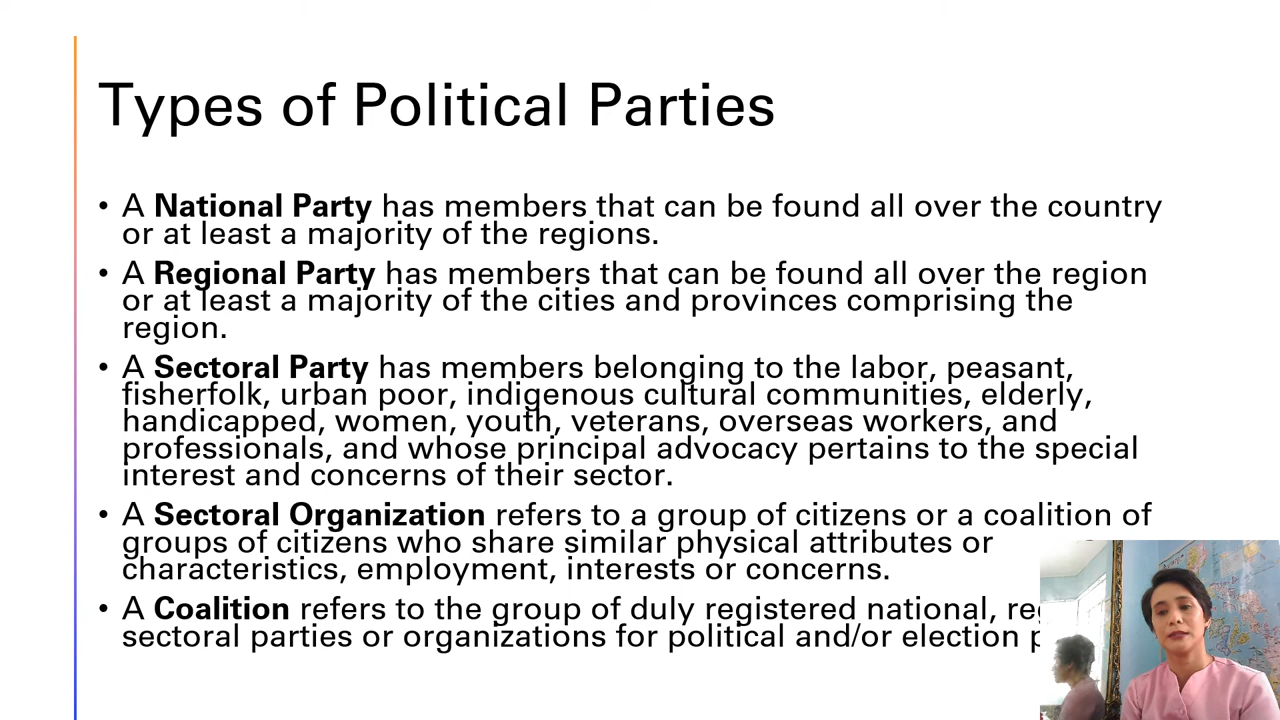 Types of Political Parties
• A National Party has members that can be found all over the country
or at least a majority of the regions.
• A Regional Party has members that can be found all over the region
or at least a majority of the cities and provinces comprising the
region.
• A Sectoral Party has members belonging to the labor, peasant,
fisherfolk, urban poor, indigenous cultural communities, elderly,
handicapped, women, youth, veterans, overseas workers, and
professionals, and whose principal advocacy pertains to the special
interest and concerns of their sector.
• A Sectoral Organization refers to a group of citizens or a coalition of
groups of citizens who share similar physical attributes or
characteristics, employment, interests or concerns.
• A Coalition refers to the group of duly registered national,
sectoral parties or organizations for political and/or election